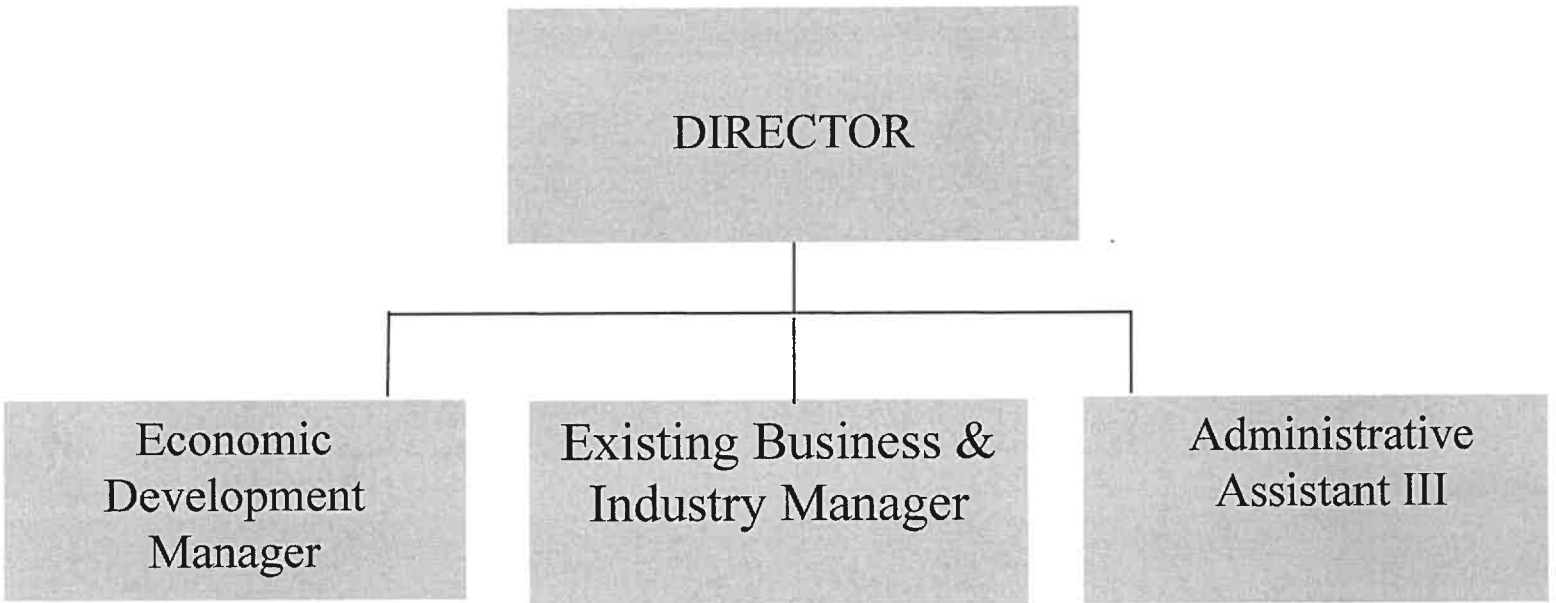 DIRECTOR
Economic
Development
Manager
Existing Business &
Industry Manager
Administrative
Assistant III